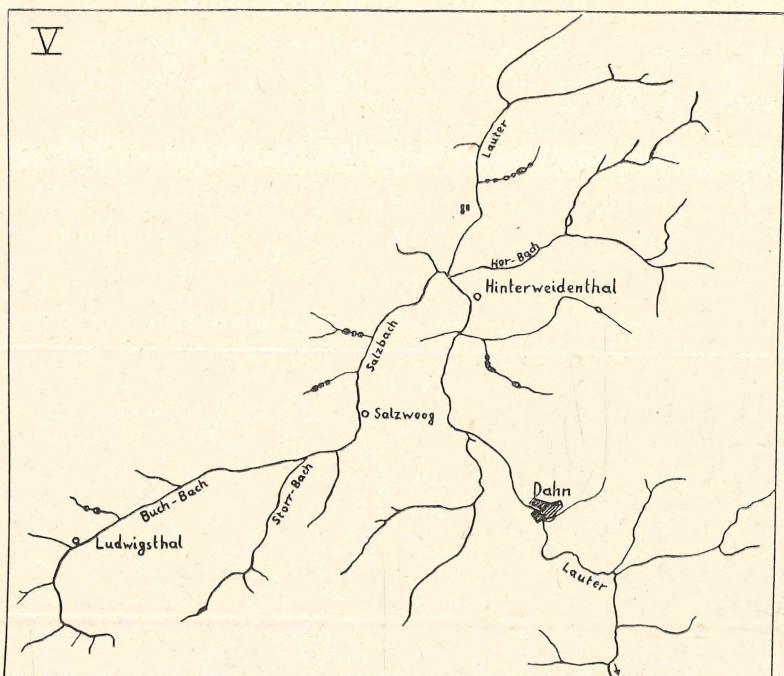 V
Lauter
Hor-Bach
Hinterweidenthal
Salzbach
Salzwoog
Dahn
Storr-Bach
Buch-Bach
Ludwigsthal
Lauter